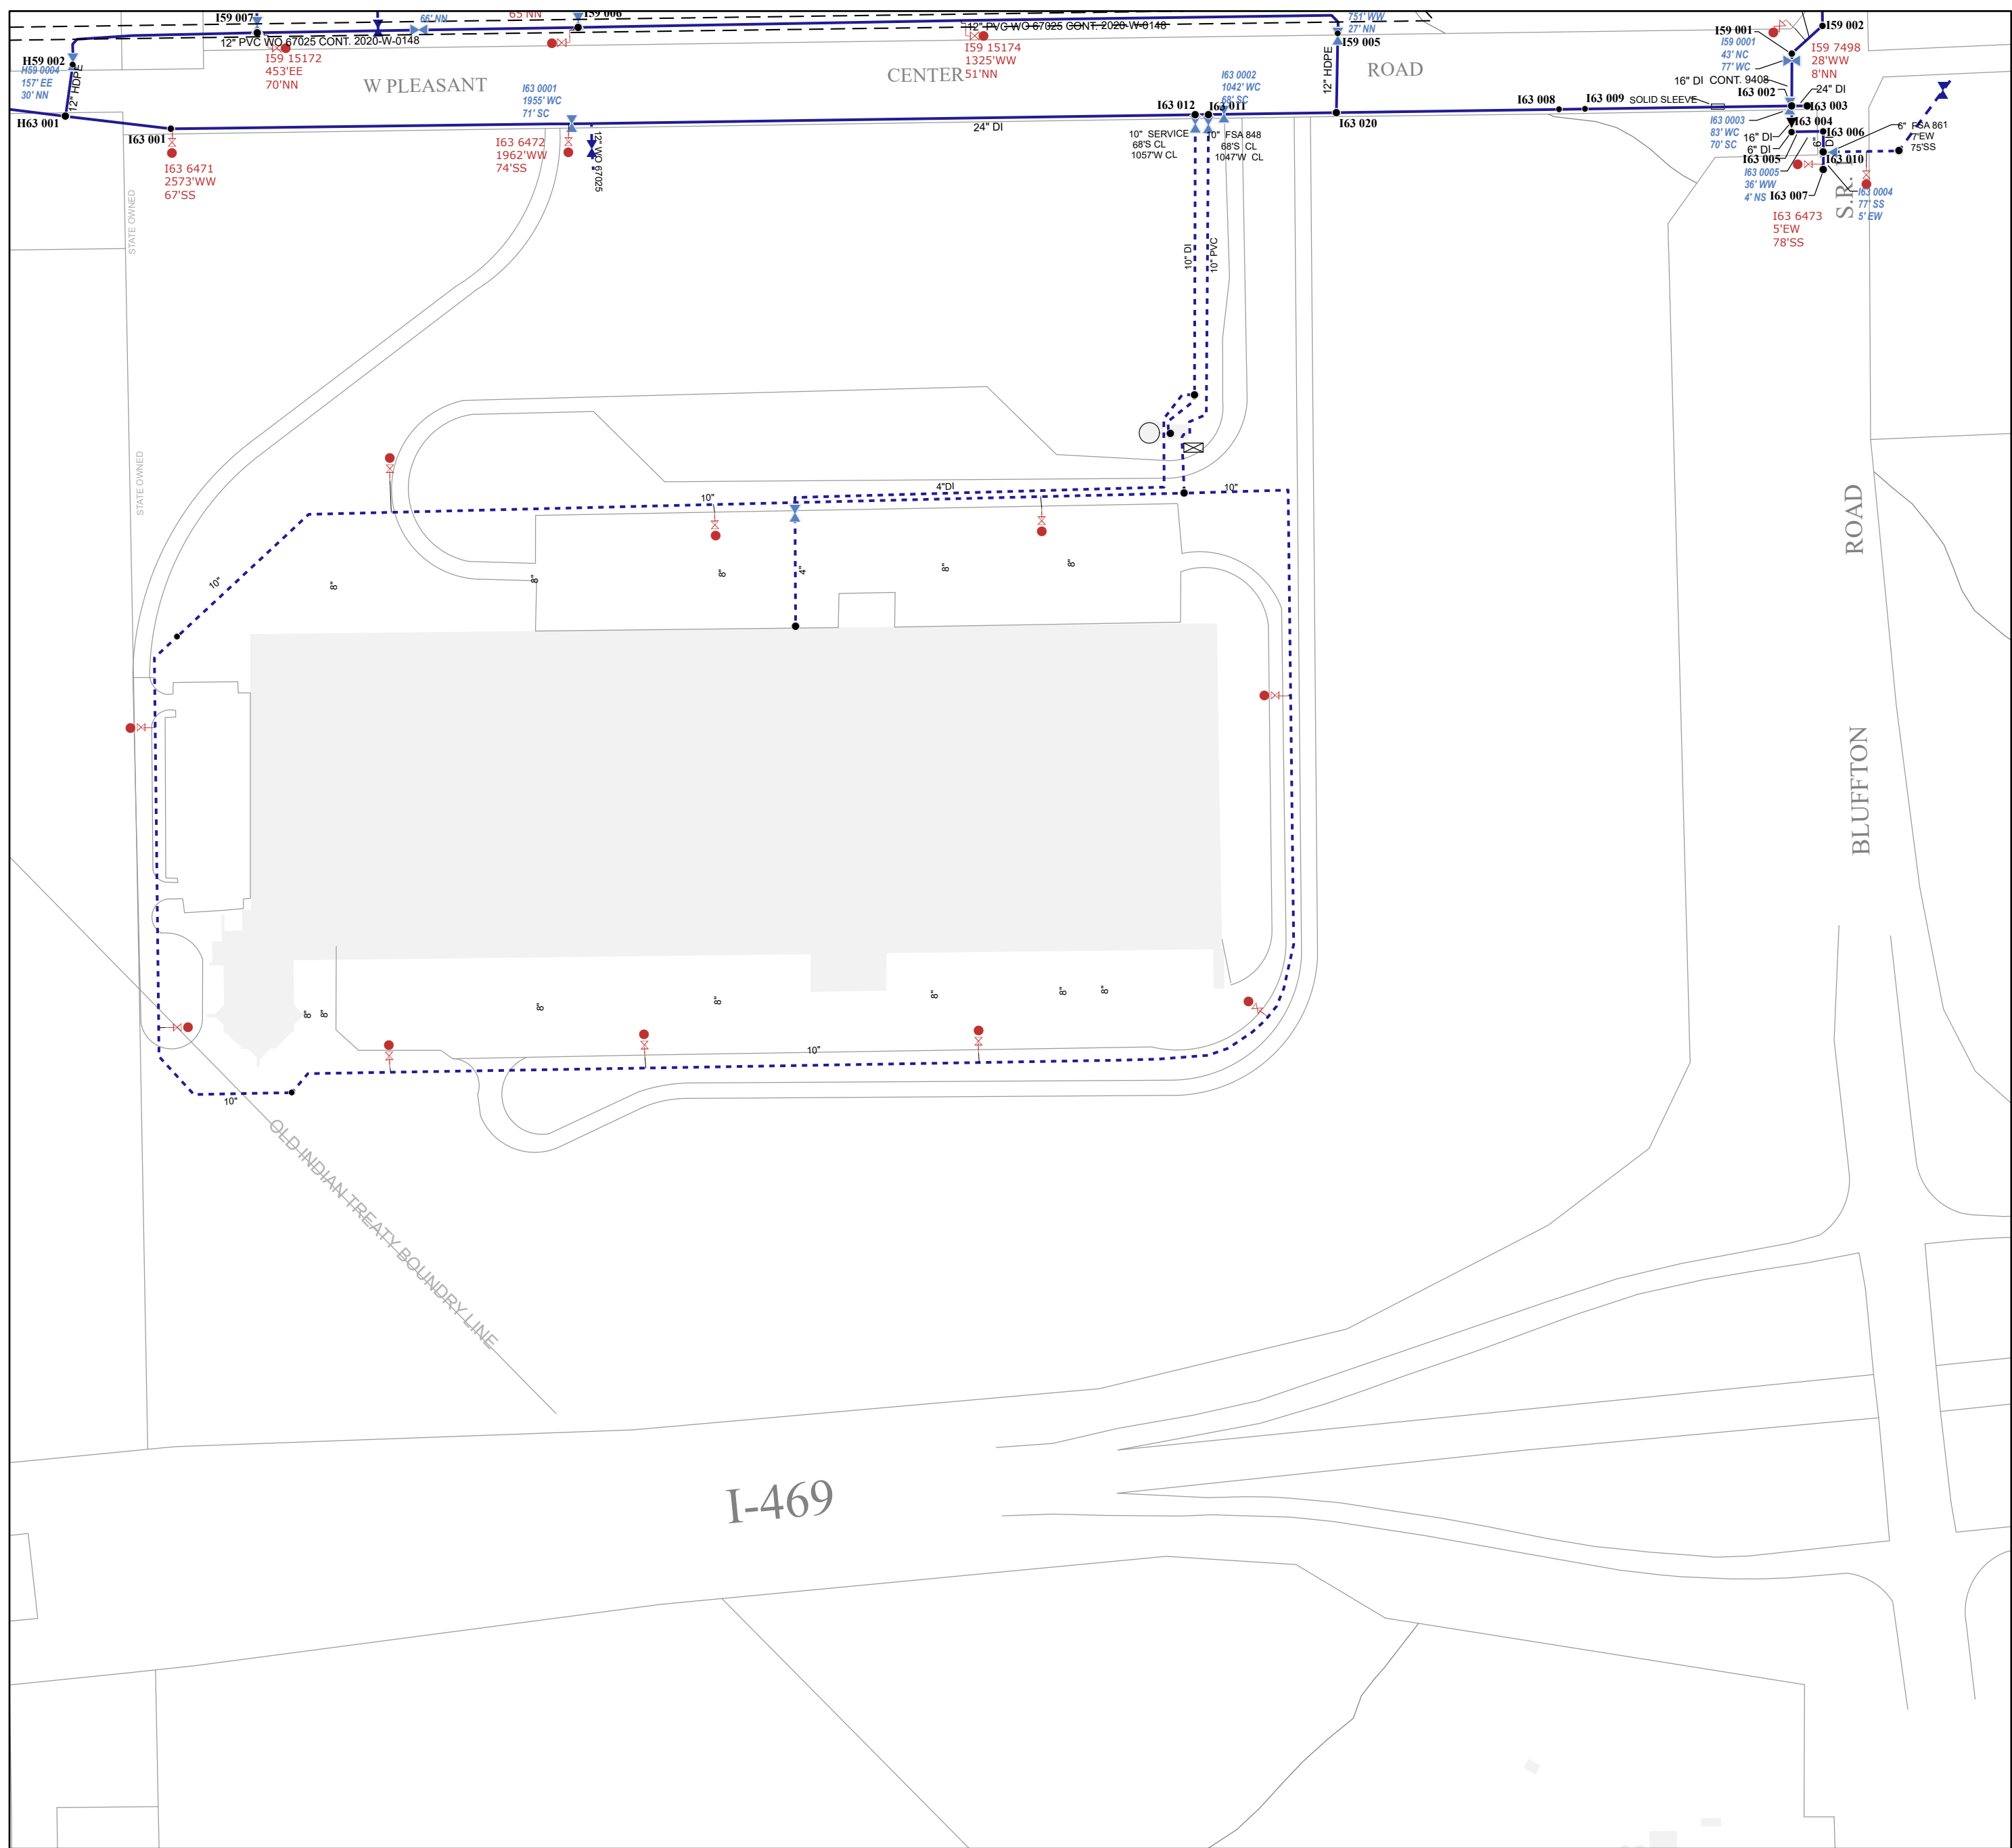 I59 007
66' NN
65'NN
I59 006
12" PVC WO 67025 CONT. 2020-W-0148
12" PVC WO 67025 CONT. 2020-W-0148
751' WW
27' NN
I59 005
I59 001
I59 002
I59 0001
43' NC
77' WC
I59 7498
28'WW
8'NN
H59 002
H59 0004
157' EE
30' NN
12" HDPE
I59 15172
453'EE
70'NN
W PLEASANT
CENTER
ROAD
I59 15174
1325'WW
51'NN
12" HDPE
I63 0001
1955' WC
71' SC
I63 0002
1042' WC
68' SC
16" DI CONT. 9408
24" DI
I63 002
I63 003
H63 001
I63 001
I63 012
I63 011
I63 020
I63 008
I63 009
SOLID SLEEVE
24" DI
I63 6471
2573'WW
67'SS
I63 6472
1962'WW
74'SS
12" WO 67025
10" SERVICE
68'S CL
1057'W CL
10" FSA 848
68'S CL
1047'W CL
I63 0003
83' WC
70' SC
I63 004
16" DI
6" DI
I63 005
I63 006
6" DI
6" FSA 861
7'EW
75'SS
I63 010
I63 0005
36' WW
4' NS
I63 007
I63 0004
77' SS
5' EW
I63 6473
5'EW
78'SS
S.R. 1
STATE OWNED
STATE OWNED
10" DI
10" PVC
10"
4"DI
10"
10"
8"
8"
8"
4"
8"
8"
ROAD
BLUFFTON
8"
8"
8"
8"
8"
8"
8"
10"
10"
OLD INDIAN TREATY BOUNDRY LINE
I-469